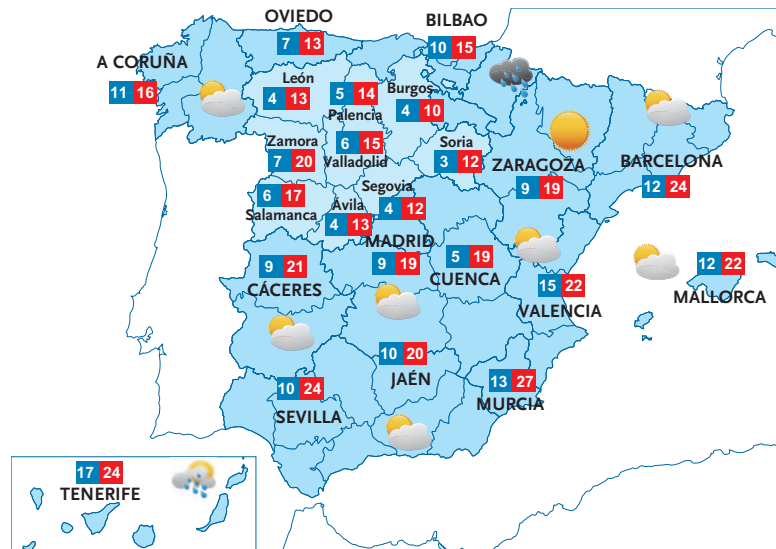 OVIEDO
7 13
BILBAO
10 15
A CORUÑA
11 16
León
4 13
5 14
Palencia
Burgos
4 10
Zamora
7 20
6 15
Valladolid
Soria
3 12
ZARAGOZA
9 19
BARCELONA
12 24
6 17
Salamanca
Ávila
4 13
Segovia
4 12
MADRID
9 19
5 19
CUENCA
9 21
CÁCERES
15 22
VALENCIA
12 22
MALLORCA
10 20
JAÉN
10 24
SEVILLA
13 27
MURCIA
17 24
TENERIFE